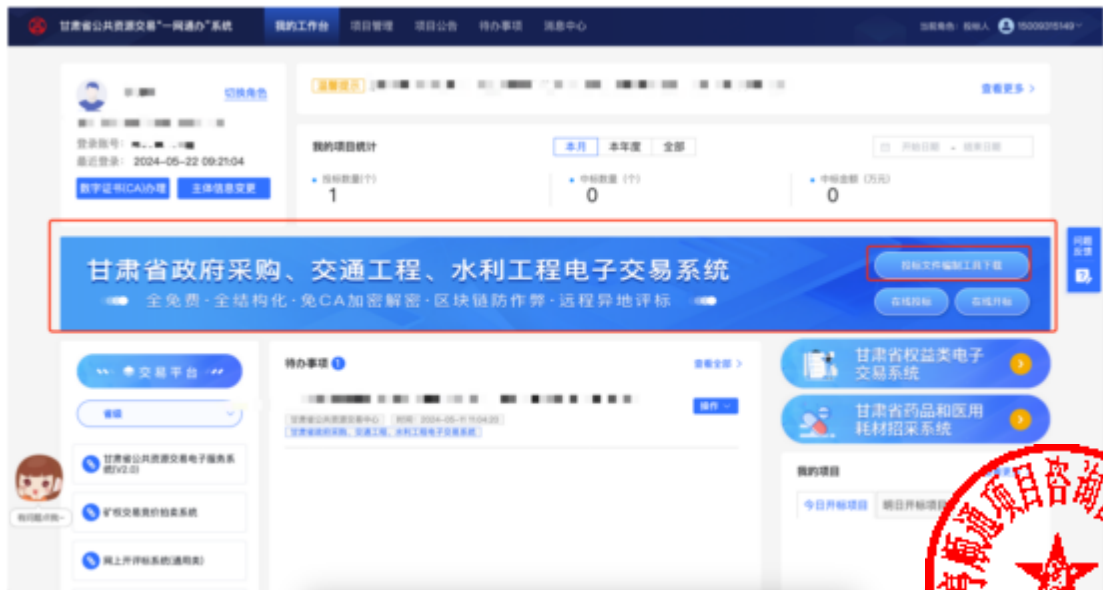 甘肃省公共资源交易“一网通办”系统 我的工作台 项目管理 项目公告 待办事项 消息中心 当前角色：投标人 15009315149
切换角色
温馨提示
查看更多 >
登录账号：
最近登录： 2024-05-22 09:21:04
数字证书(CA)办理 主体信息变更
我的项目统计 本月 本年度 全部 开始日期 - 结束日期
投标数量(个) 中标数量（个） 中标金额（万元）
1 0 0
甘肃省政府采购、交通工程、水利工程电子交易系统
全免费·全结构化·免CA加密解密·区块链防作弊·远程异地评标
投标文件编制工具下载
在线投标 在线开标
问题
反馈
交易平台
省级
甘肃省公共资源交易电子服务系
统(V2.0)
矿权交易竞价拍卖系统
网上开评标系统(通用类)
有问题点我~
待办事项 1 查看全部 >
操作
甘肃省公共资源交易中心 时间：2024-05-11 11:04:20
甘肃省政府采购、交通工程、水利工程电子交易系统
甘肃省权益类电子
交易系统
甘肃省药品和医用
耗材招采系统
我的项目
今日开标项目 明日开标项目
通项目咨询